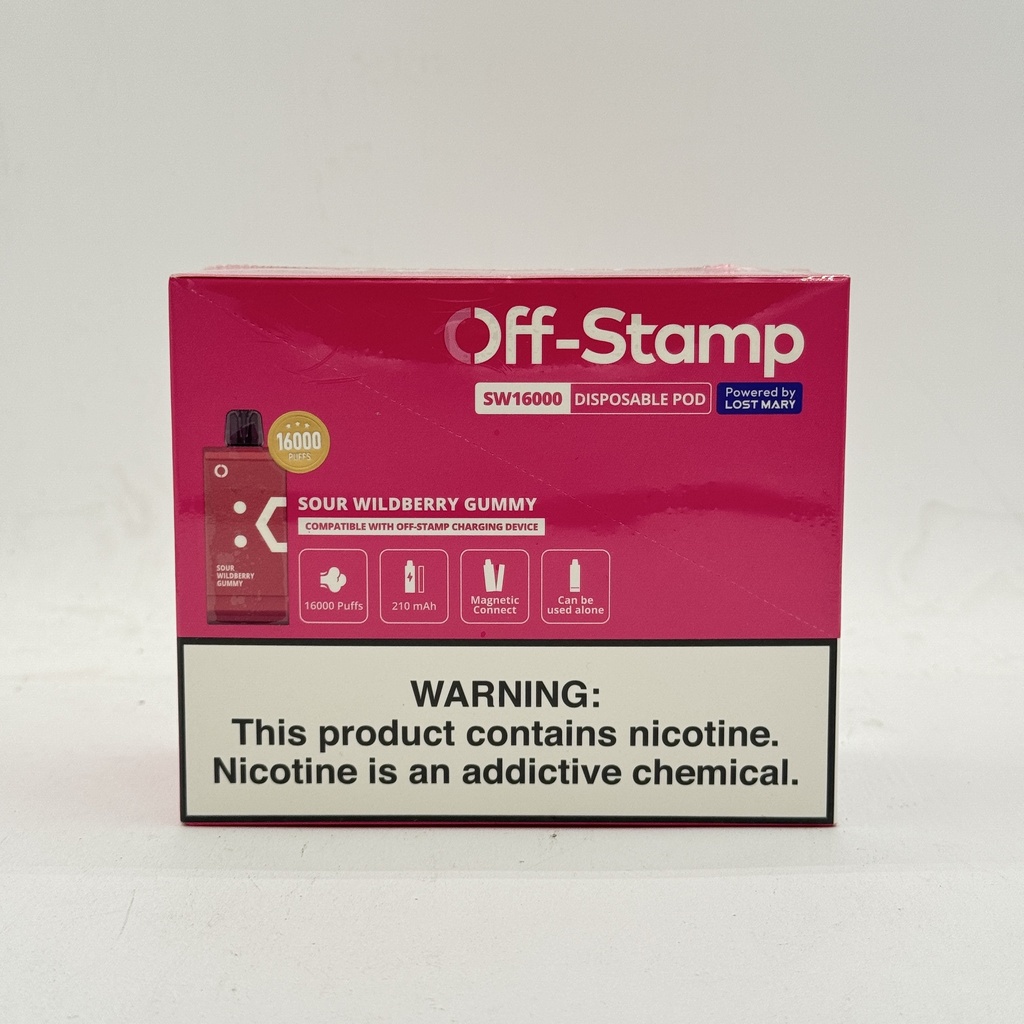 Off-Stamp
SW16000 DISPOSABLE POD Powered by LOST MARY
16000
PUFFS
SOUR WILDBERRY GUMMY
COMPATIBLE WITH OFF-STAMP CHARGING DEVICE
SOUR
WILDBERRY
GUMMY
16000 Puffs
210 mAh
Magnetic
Connect
Can be
used alone
WARNING:
This product contains nicotine.
Nicotine is an addictive chemical.